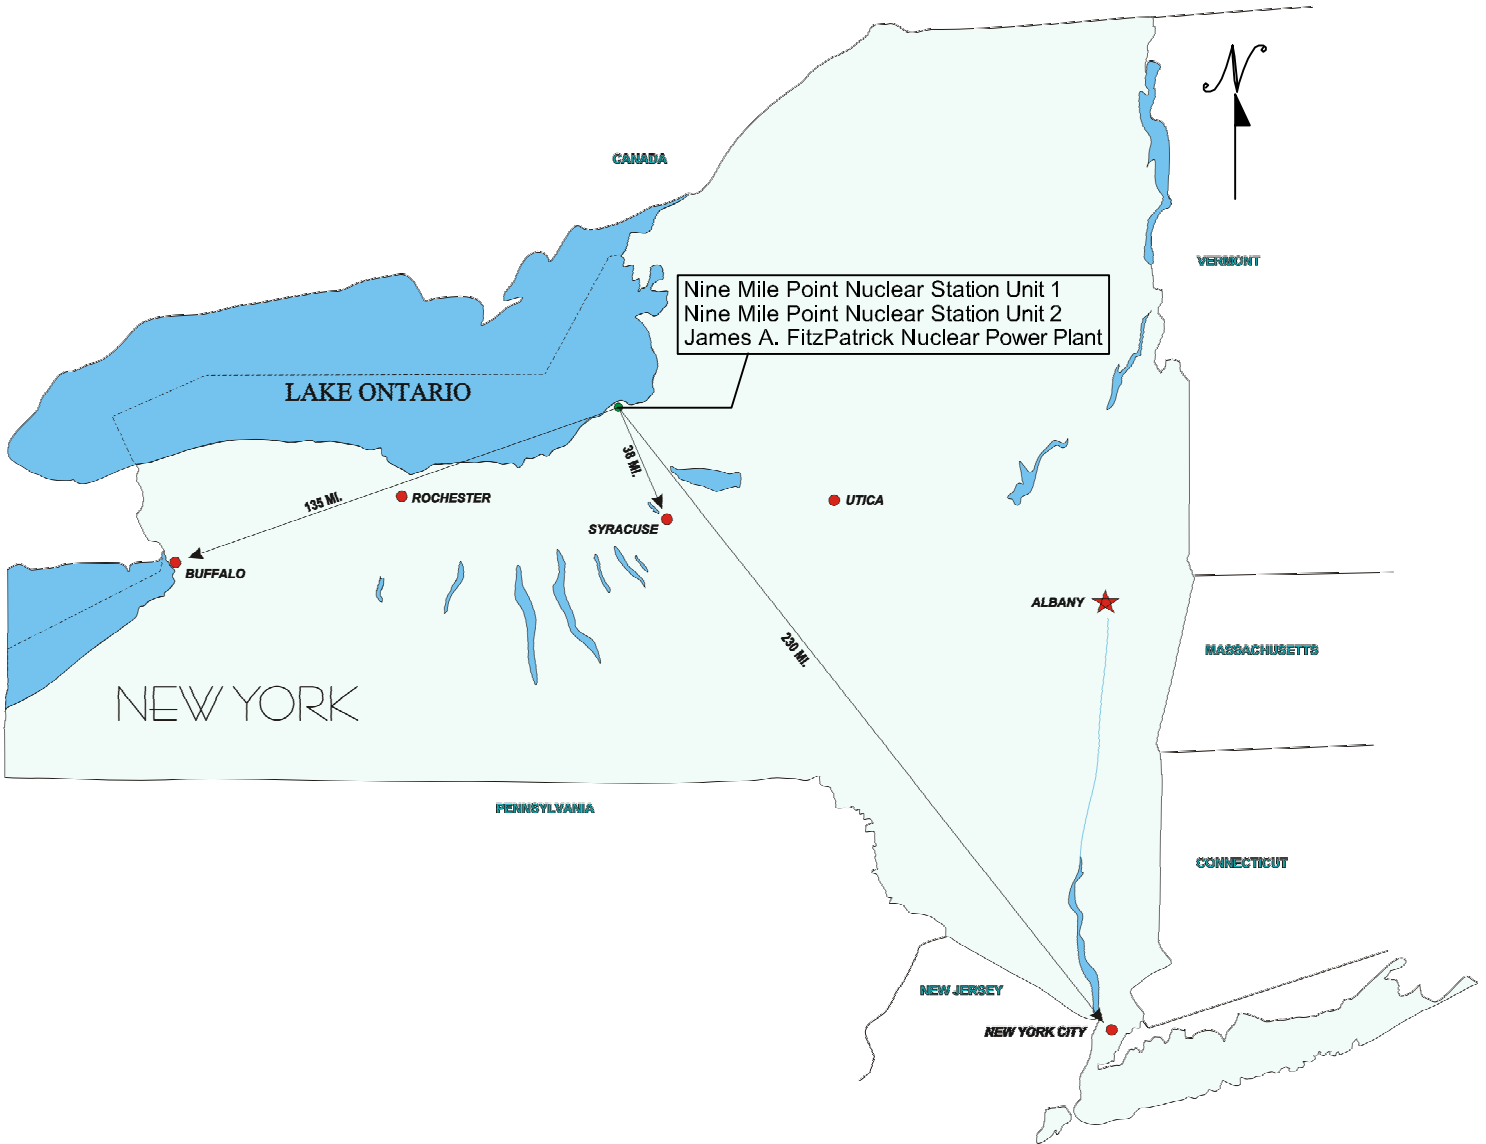 N
CANADA
VERMONT
Nine Mile Point Nuclear Station Unit 1
Nine Mile Point Nuclear Station Unit 2
James A. FitzPatrick Nuclear Power Plant
LAKE ONTARIO
38 MI.
135 MI.
ROCHESTER
UTICA
SYRACUSE
BUFFALO
ALBANY
230 MI.
MASSACHUSETTS
NEW YORK
PENNSYLVANIA
CONNECTICUT
NEW JERSEY
NEW YORK CITY